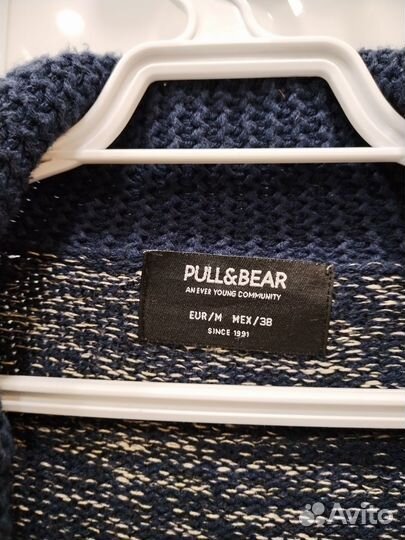 PULL&BEAR
AN EVER YOUNG COMMUNITY
EUR/M MEX/38
SINCE 1991
Avito